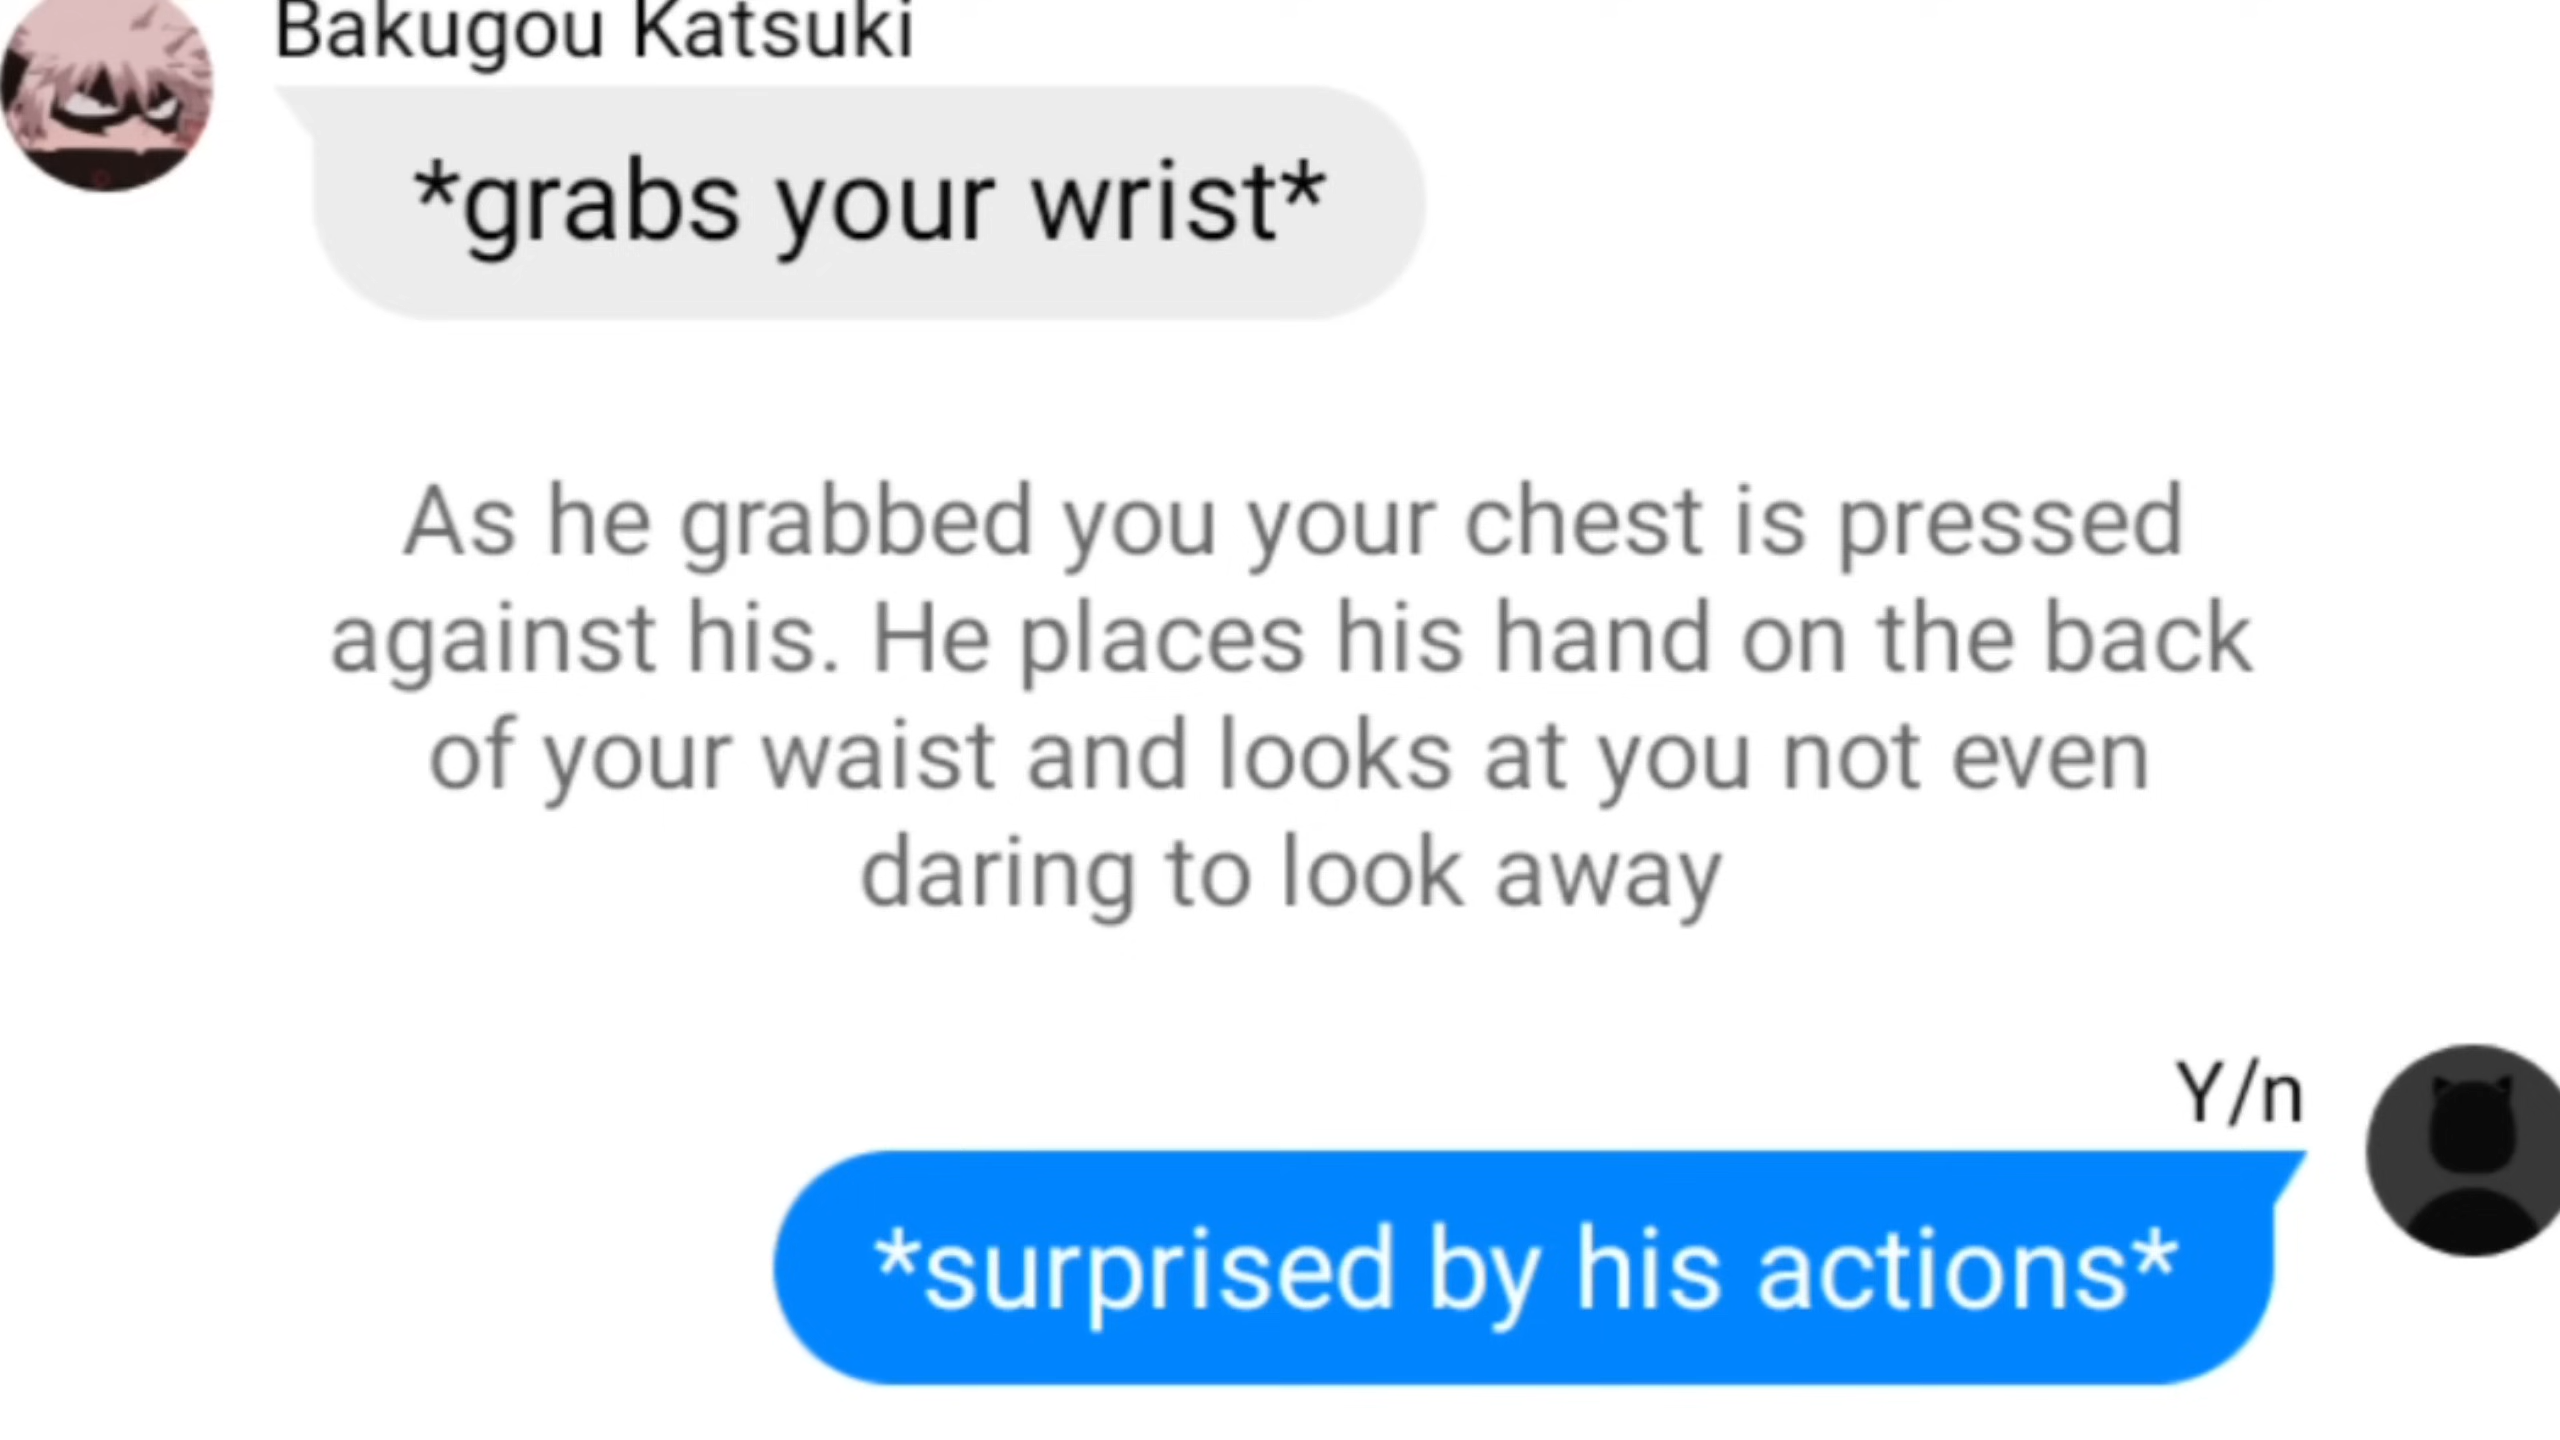 Bakugou Katsuki
*grabs your wrist*
As he grabbed you your chest is pressed
against his. He places his hand on the back
of your waist and looks at you not even
daring to look away
Y/n
*surprised by his actions*